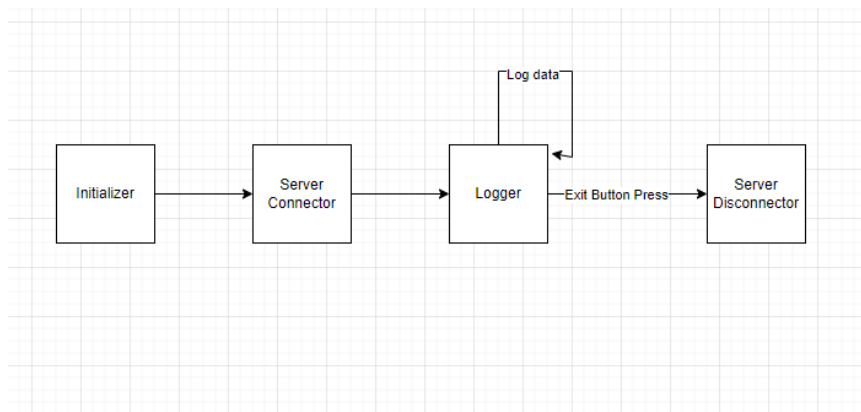 Log data
Initializer
Server
Connector
Logger
Exit Button Press
Server
Disconnector